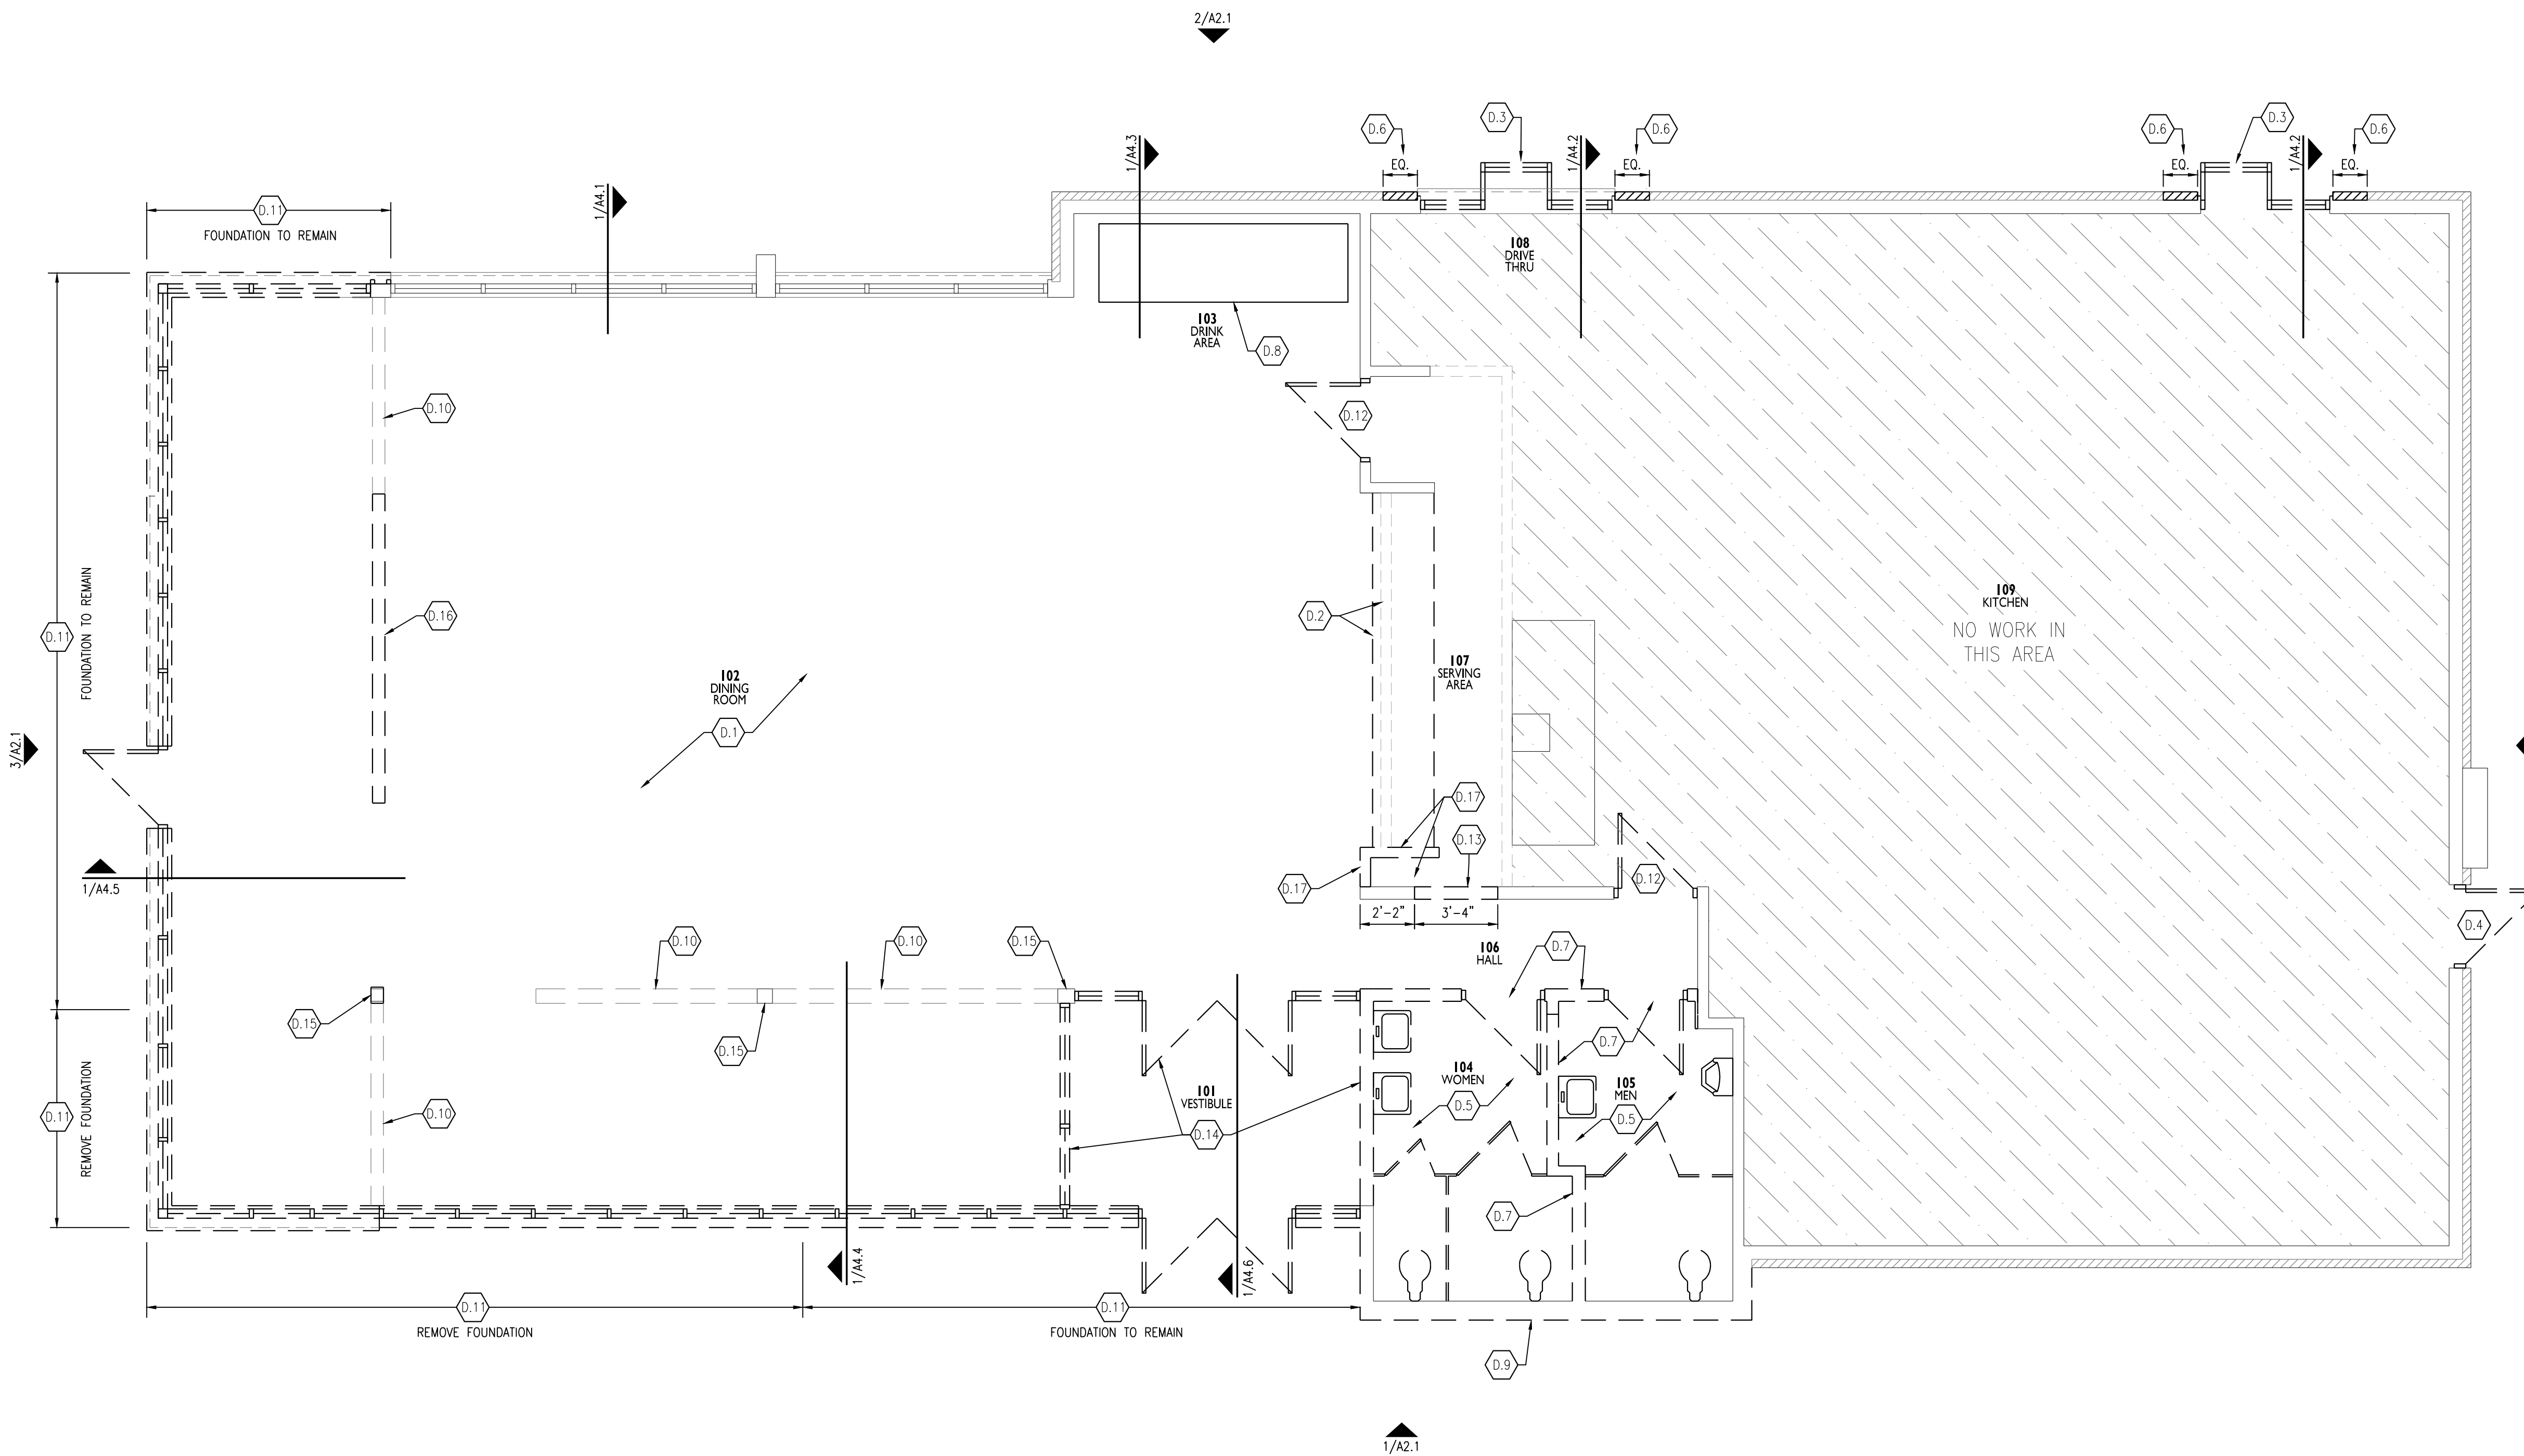 2/A2.1
D.6
D.3
D.6
D.6
D.3
D.6
EQ.
EQ.
EQ.
EQ.
1/A4.3
1/A4.2
1/A4.2
1/A4.1
D.11
FOUNDATION TO REMAIN
108
DRIVE
THRU
103
DRINK
AREA
D.8
D.10
D.12
D.11
FOUNDATION TO REMAIN
D.16
D.2
109
KITCHEN
NO WORK IN
THIS AREA
107
SERVING
AREA
102
DINING
ROOM
D.1
3/A2.1
D.17
D.13
1/A4.5
D.17
D.12
2'-2"
3'-4"
D.4
D.10
D.10
D.15
106
HALL
D.7
D.15
D.15
D.7
104
WOMEN
105
MEN
D.5
D.5
101
VESTIBULE
D.14
D.11
REMOVE FOUNDATION
D.10
D.7
1/A4.4
1/A4.6
D.11
REMOVE FOUNDATION
D.11
FOUNDATION TO REMAIN
D.9
1/A2.1